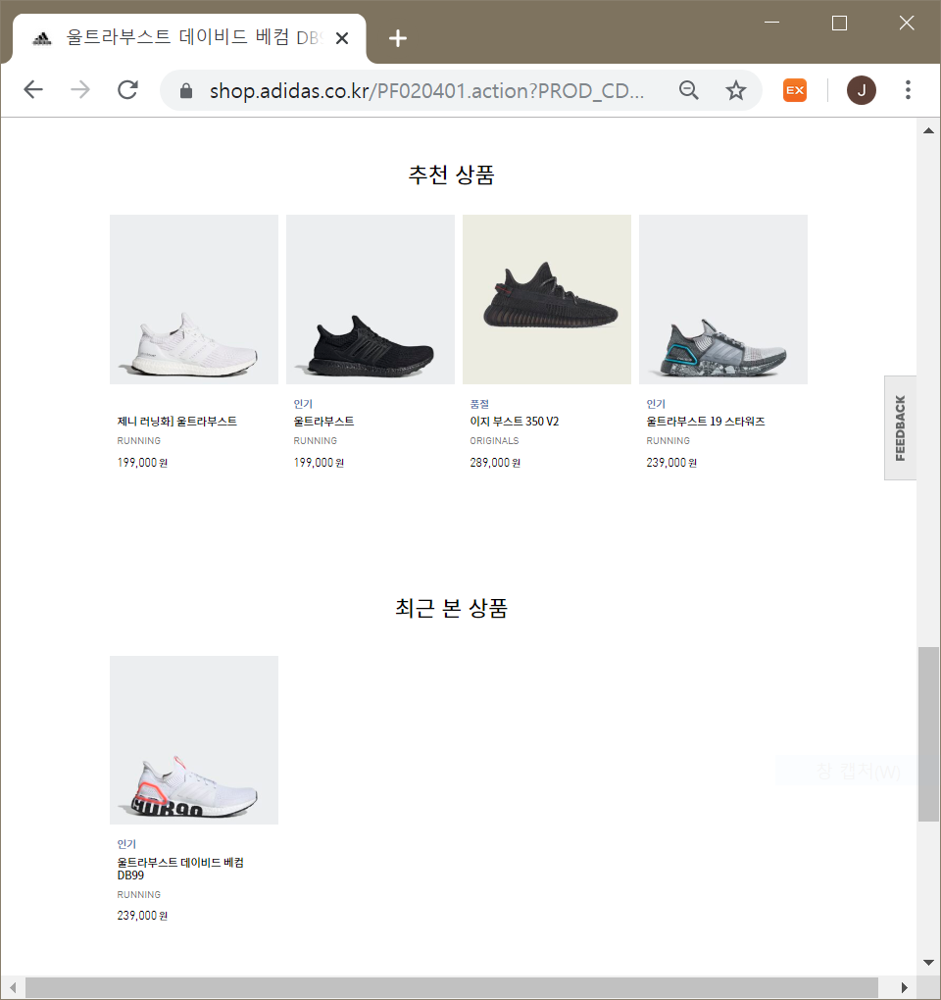 울트라부스트 데이비드 베컴 DB9
shop.adidas.co.kr/PF020401.action?PROD_CD...
EX
J
추천 상품
제니 러닝화] 울트라부스트
RUNNING
199,000 원
인기
울트라부스트
RUNNING
199,000 원
품절
이지 부스트 350 V2
ORIGINALS
289,000 원
인기
울트라부스트 19 스타워즈
RUNNING
239,000 원
FEEDBACK
최근 본 상품
인기
울트라부스트 데이비드 베컴
DB99
RUNNING
239,000 원
창 캡처(W)